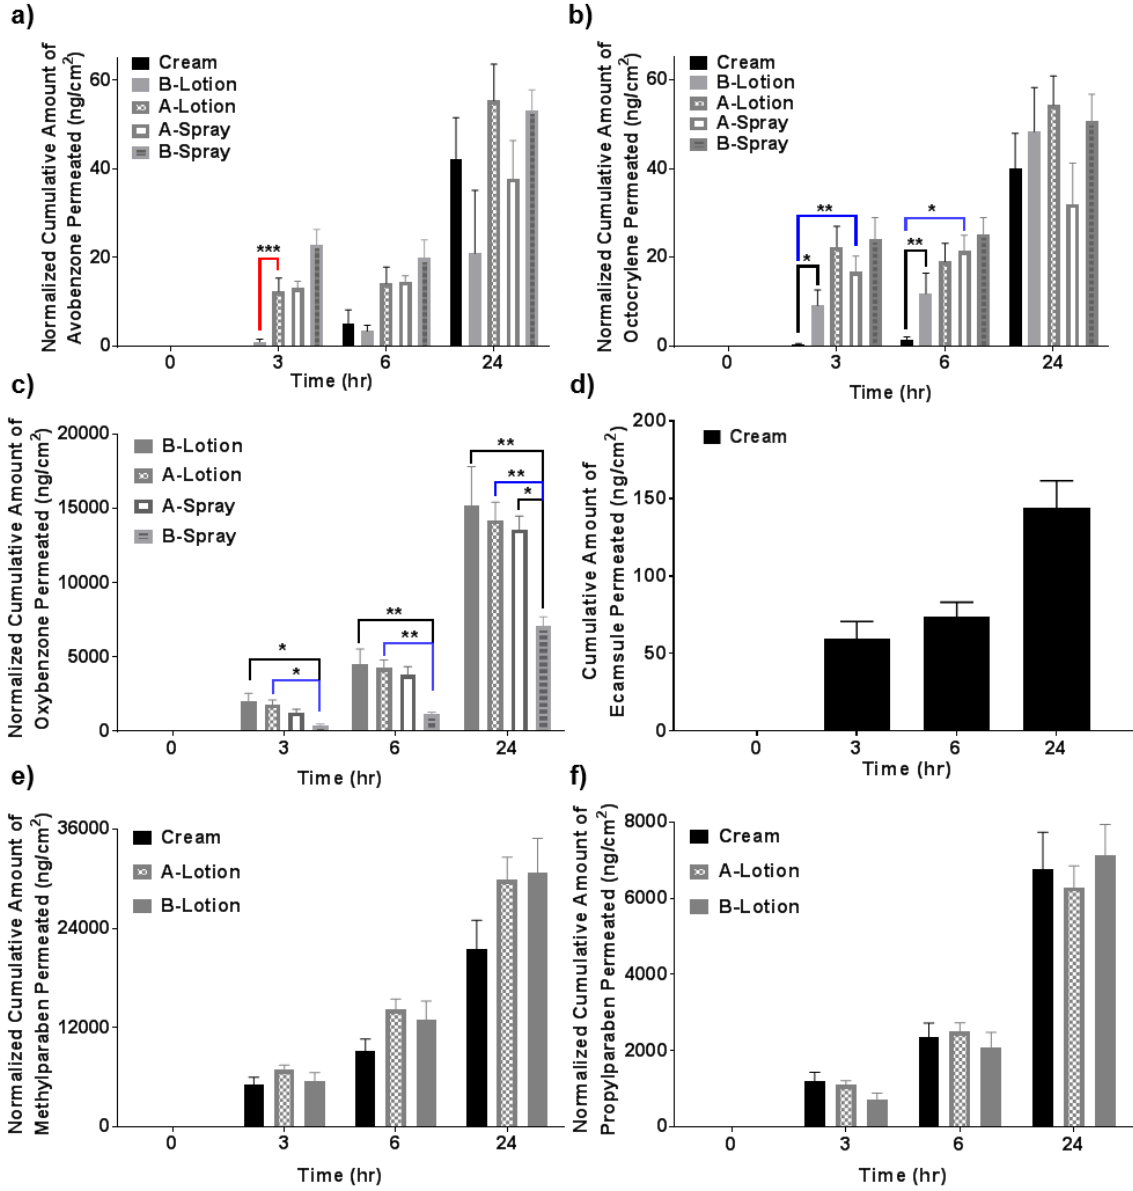 a)
Normalized Cumulative Amount of
Avobenzone Permeated (ng/cm²)
60
40
20
0
Cream
B-Lotion
A-Lotion
A-Spray
B-Spray
***
0
3
6
24
Time (hr)
b)
Normalized Cumulative Amount of
Octocrylene Permeated (ng/cm²)
60
40
20
0
Cream
B-Lotion
A-Lotion
A-Spray
B-Spray
**
*
*
**
0
3
6
24
Time (hr)
c)
Normalized Cumulative Amount of
Oxybenzone Permeated (ng/cm²)
20000
15000
10000
5000
0
B-Lotion
A-Lotion
A-Spray
B-Spray
*
*
**
**
**
**
*
0
3
6
24
Time (hr)
d)
Cumulative Amount of
Ecamsule Permeated (ng/cm²)
200
150
100
50
0
Cream
0
3
6
24
Time (hr)
e)
Normalized Cumulative Amount of
Methylparaben Permeated (ng/cm²)
36000
24000
12000
0
Cream
A-Lotion
B-Lotion
0
3
6
24
Time (hr)
f)
Normalized Cumulative Amount of
Propylparaben Permeated (ng/cm²)
8000
6000
4000
2000
0
Cream
A-Lotion
B-Lotion
0
3
6
24
Time (hr)